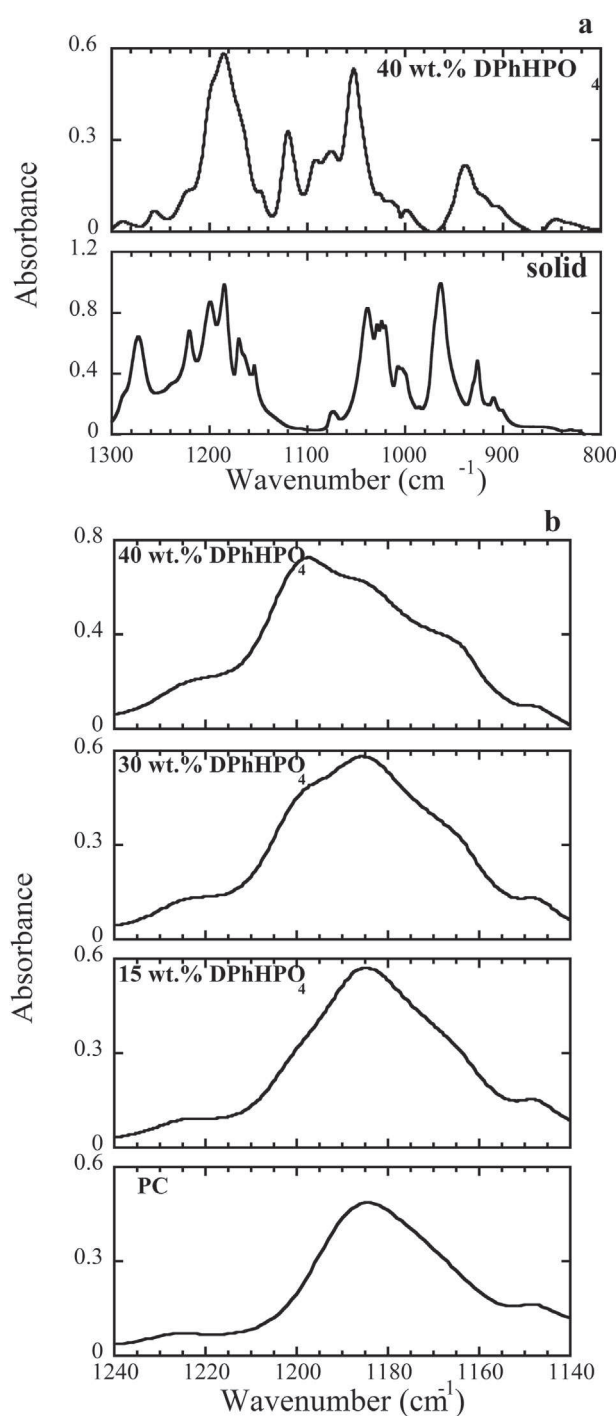 a
40 wt.% DPhHPO4
0.6
0.3
0
Absorbance
solid
1.2
0.8
0.4
0
1300 1200 1100 1000 900 800
Wavenumber (cm -1)
b
40 wt.% DPhHPO4
0.8
0.4
0
30 wt.% DPhHPO4
0.6
0.3
0
Absorbance
15 wt.% DPhHPO4
0.6
0.3
0
PC
0.6
0.3
0
1240 1220 1200 1180 1160 1140
Wavenumber (cm-1)